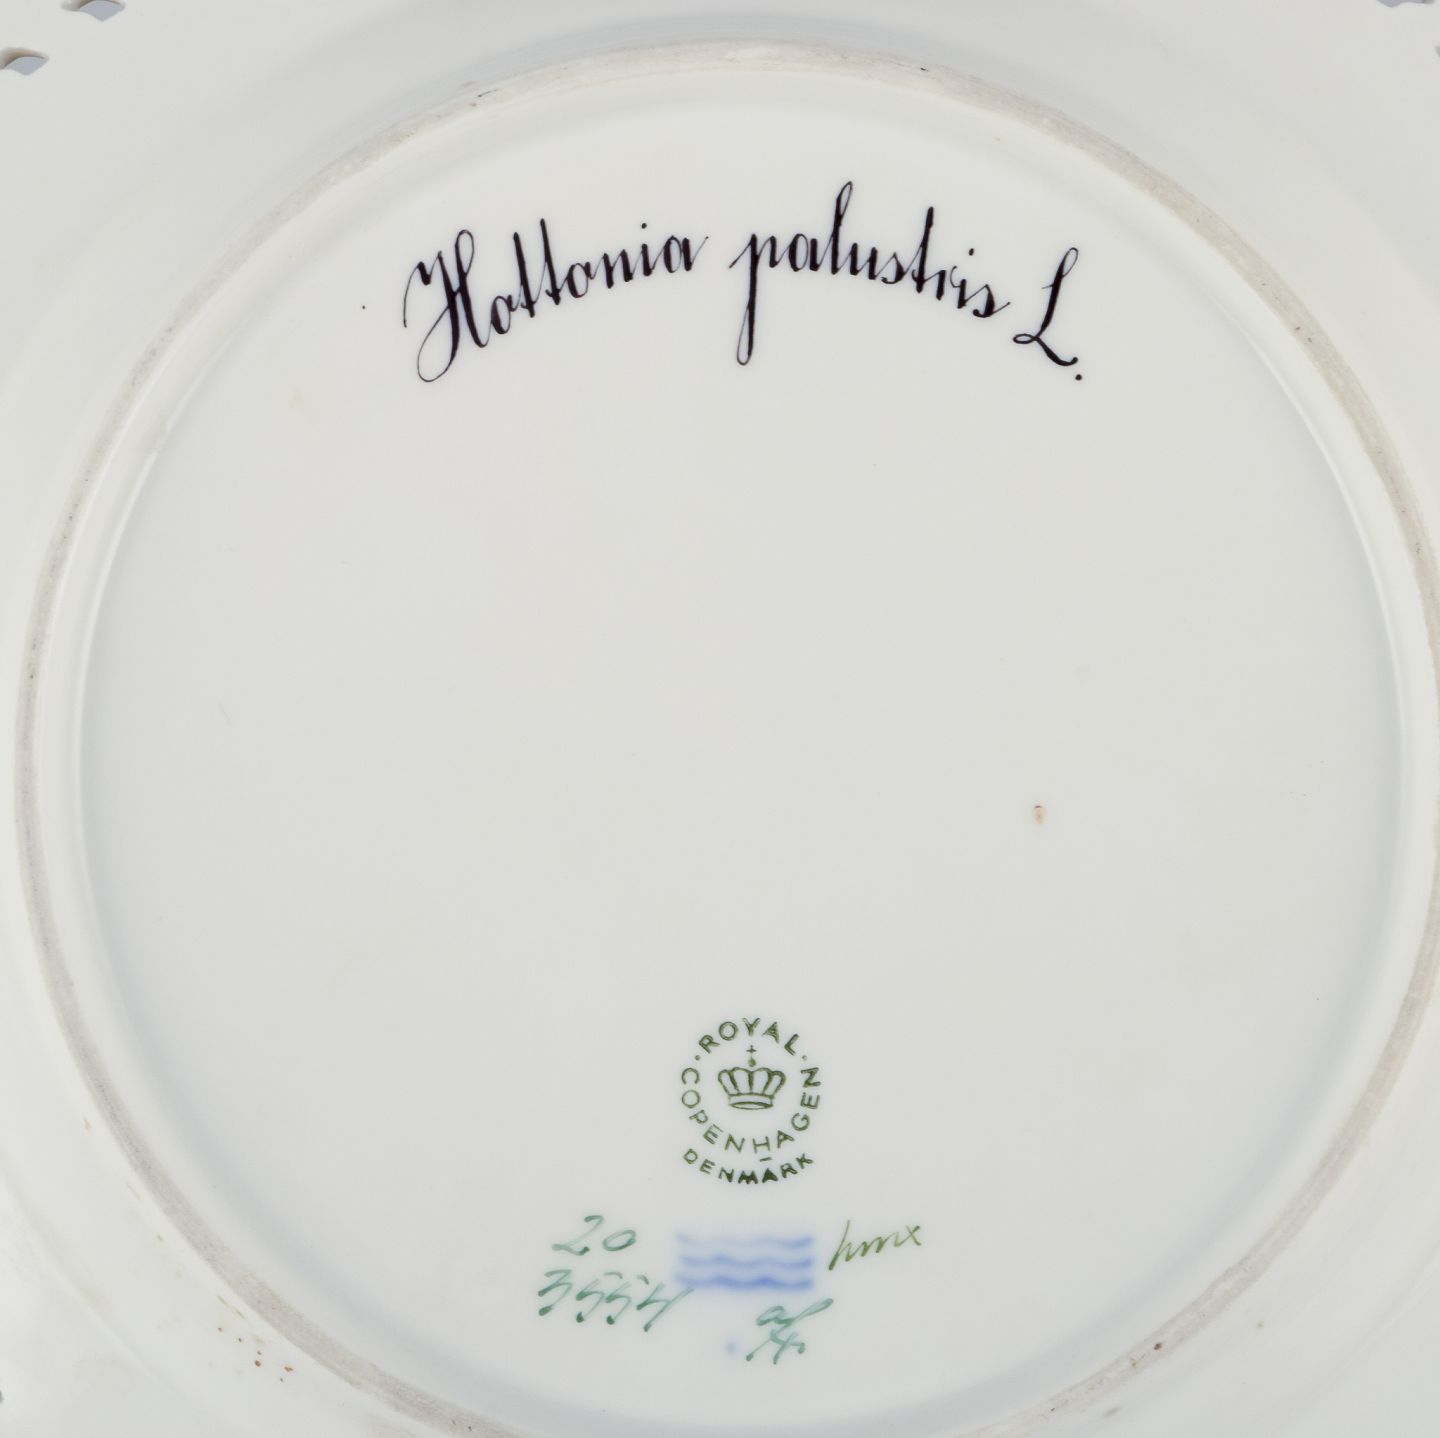 Hottonia palustris L.
ROYAL
COPENHAGEN
DENMARK
20
3554